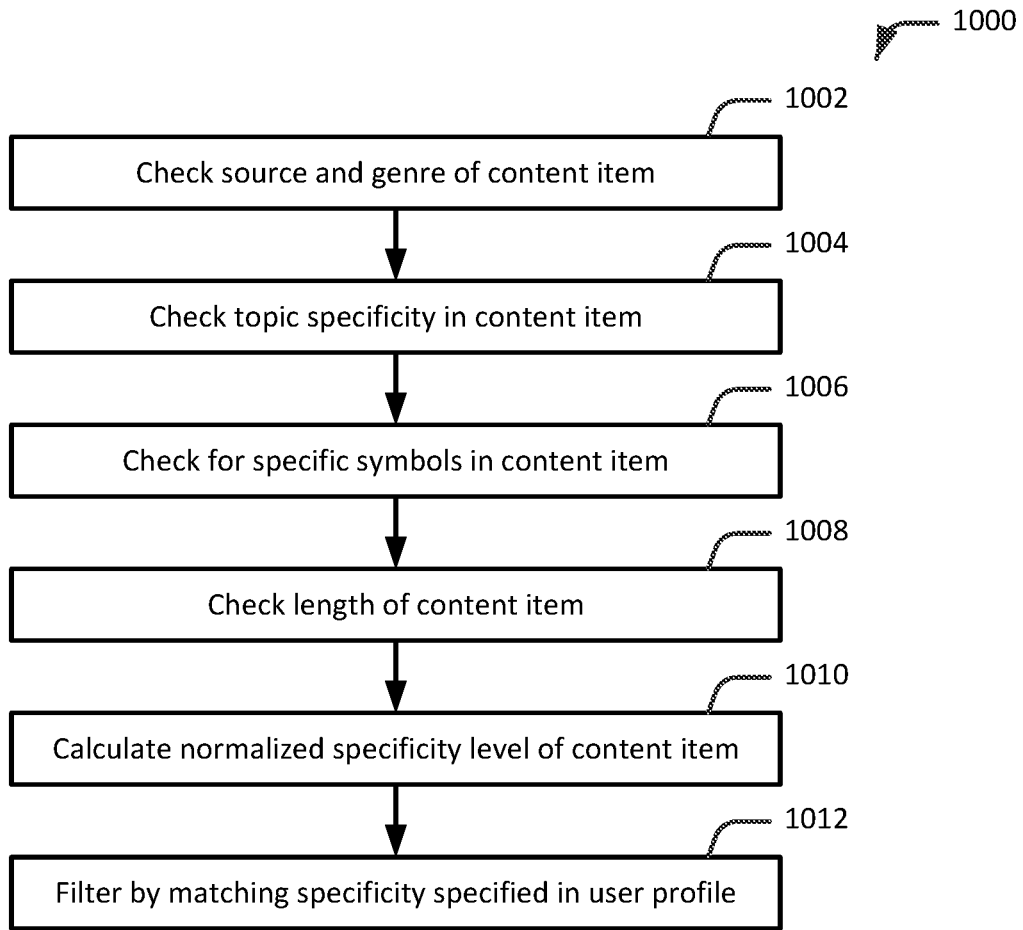 1000
1002
Check source and genre of content item
1004
Check topic specificity in content item
1006
Check for specific symbols in content item
1008
Check length of content item
1010
Calculate normalized specificity level of content item
1012
Filter by matching specificity specified in user profile